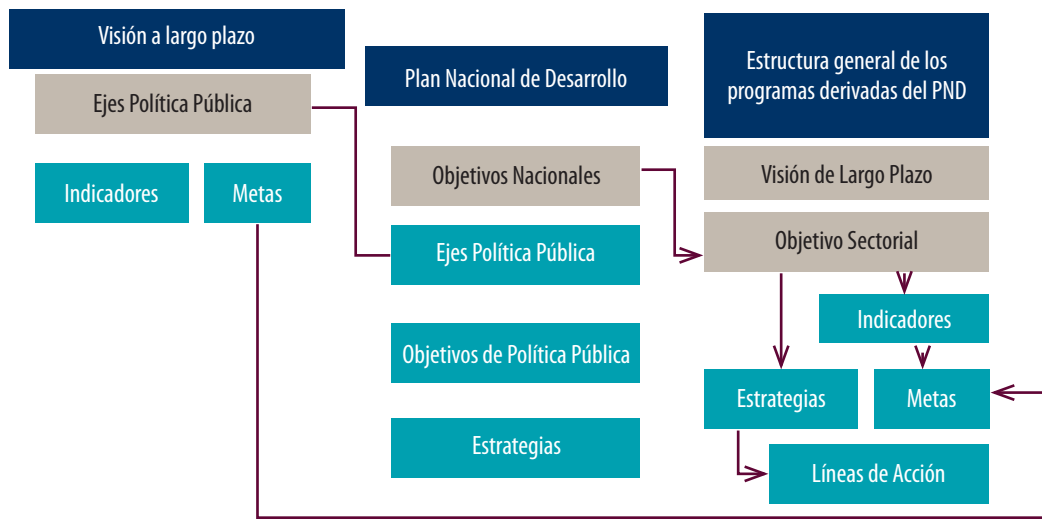 Visión a largo plazo
Ejes Política Pública
Indicadores
Metas
Plan Nacional de Desarrollo
Objetivos Nacionales
Ejes Política Pública
Objetivos de Política Pública
Estrategias
Estructura general de los
programas derivadas del PND
Visión de Largo Plazo
Objetivo Sectorial
Indicadores
Estrategias
Metas
Líneas de Acción